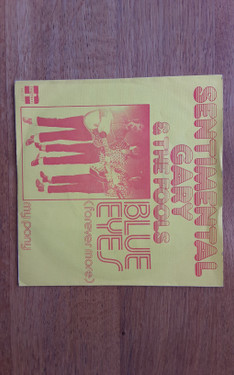 SENTIMENTAL
GARY
& THE FOOLS
BLUE
EYES
(forever more)
my pony